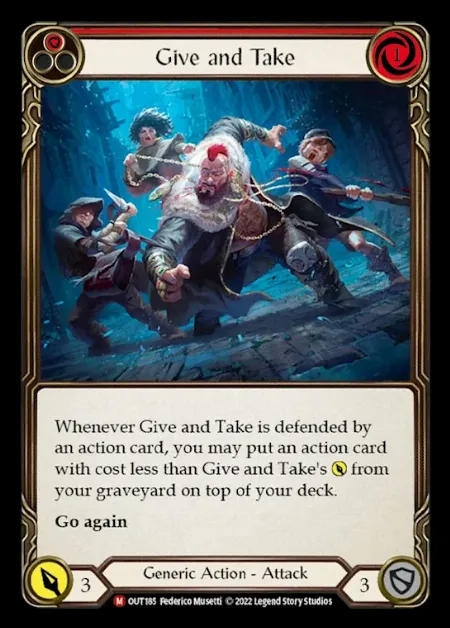 Give and Take
1
Whenever Give and Take is defended by
an action card, you may put an action card
with cost less than Give and Take's from
your graveyard on top of your deck.
Go again
3
Generic Action - Attack
3
M OUT185 Federico Musetti © 2022 Legend Story Studios